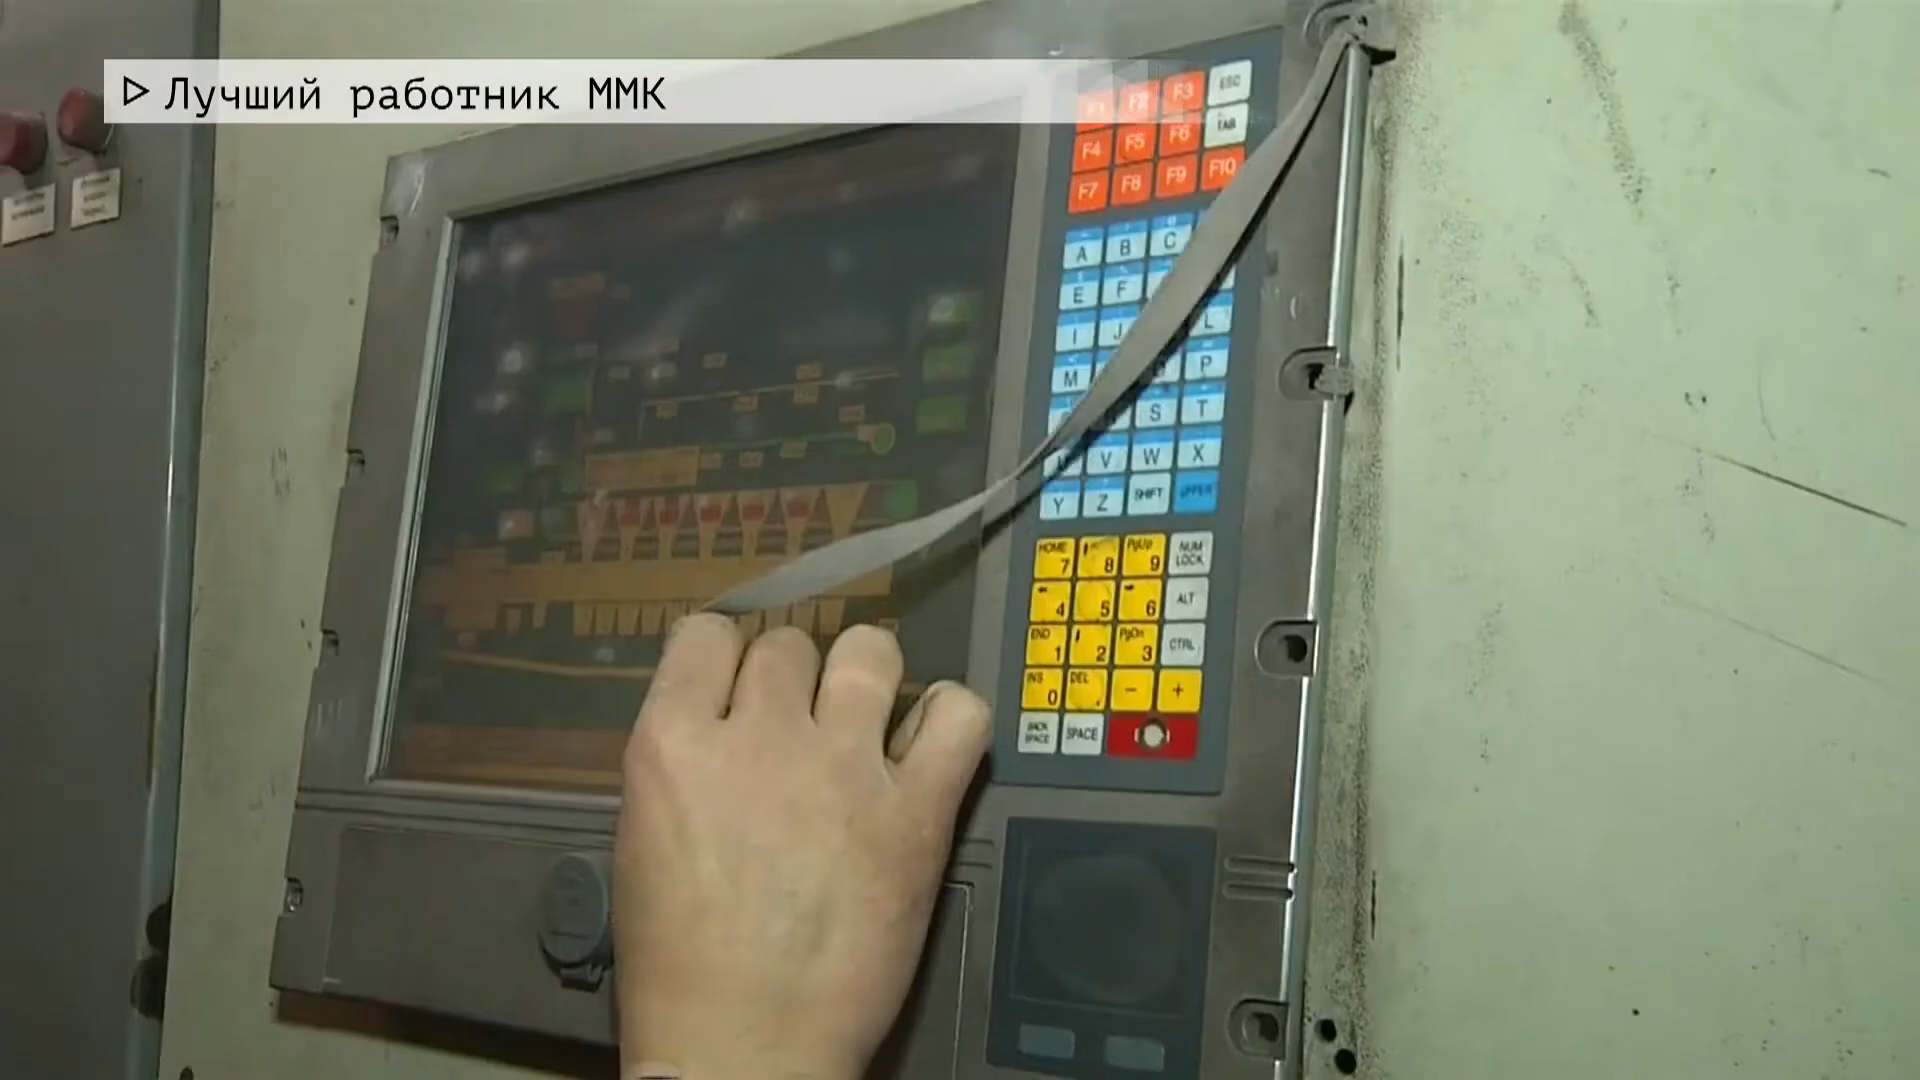 Лучший работник ММК
F1 F2 F3 ESC
F4 F5 F6 TAB
F7 F8 F9 F10
A B C
E F
I J L
M P
S T
V W X
Y Z SHIFT UPPER
HOME 7 8 PgUp 9 NUM LOCK
4 5 6 ALT
END 1 2 PgDn 3 CTRL
INS 0 DEL . - +
BACK SPACE SPACE